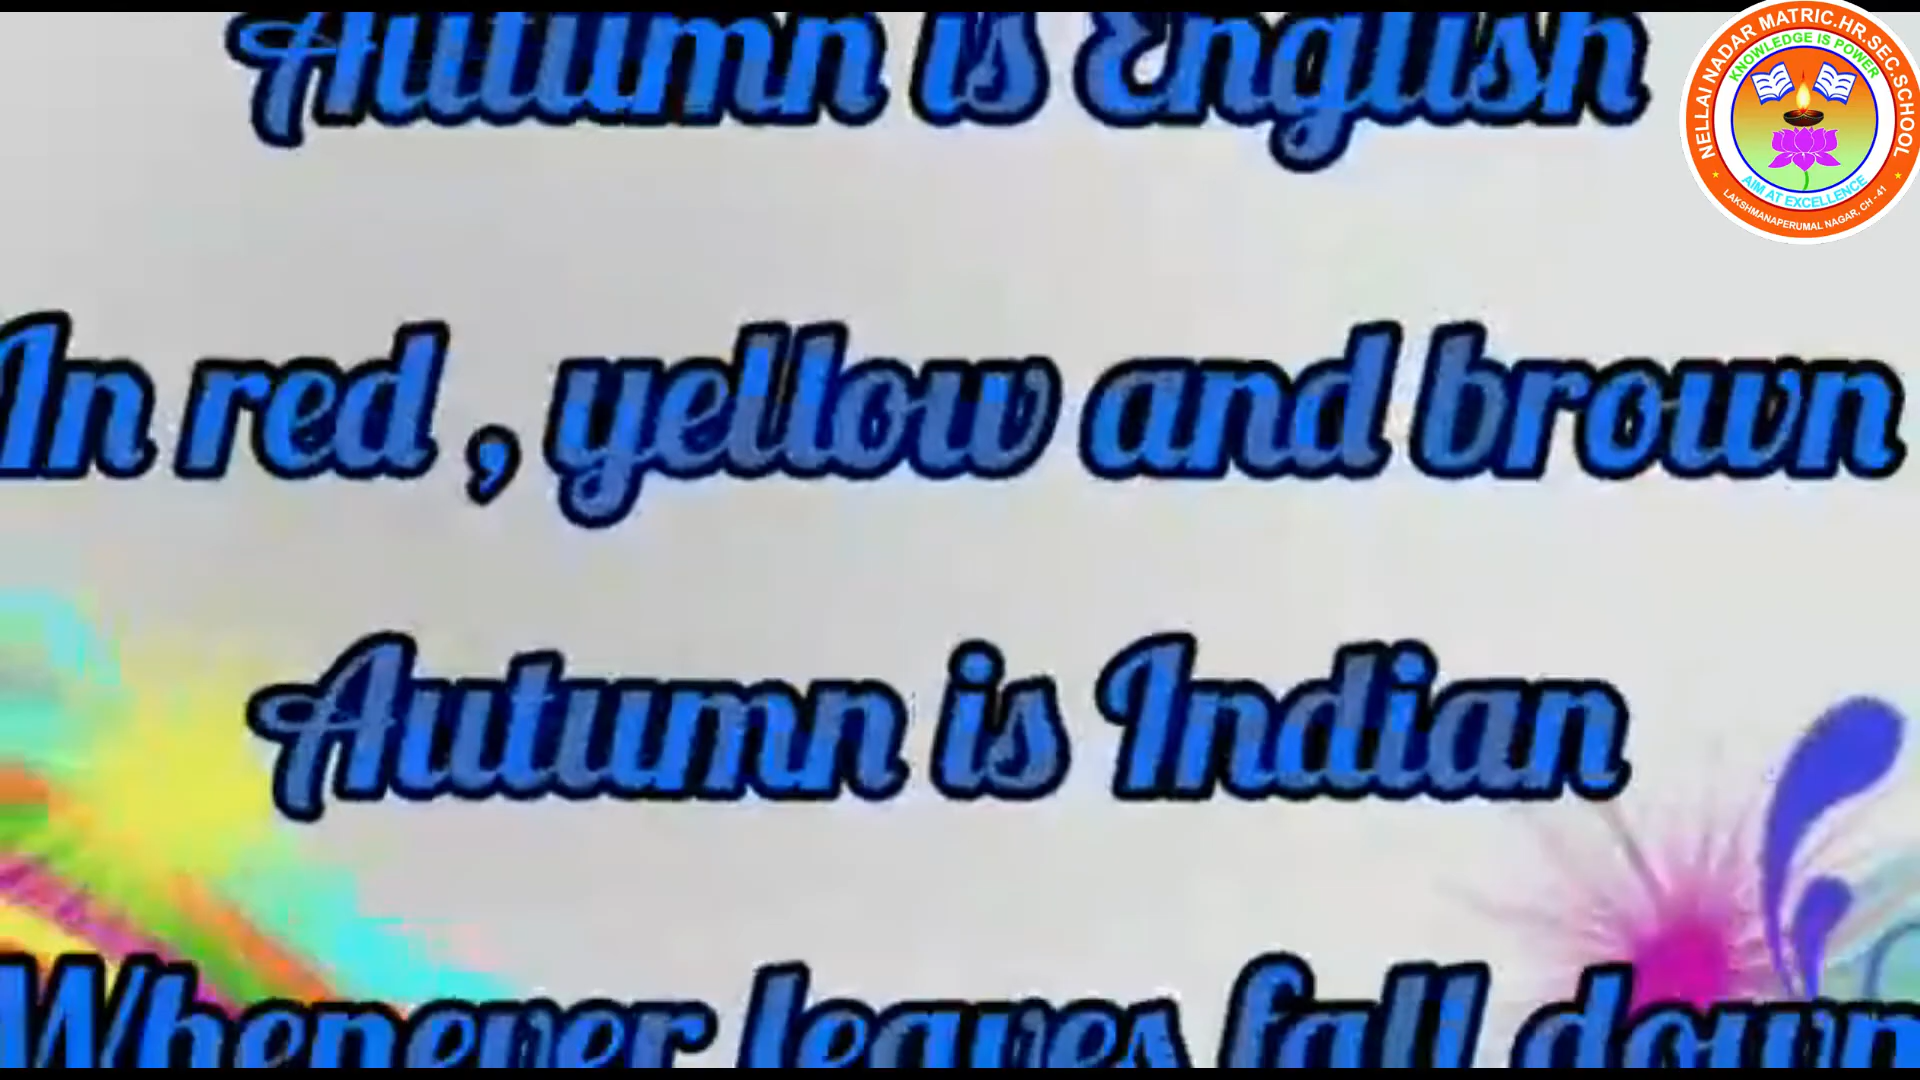 Autumn is English
In red , yellow and brown
Autumn is Indian
Whenever leaves fall down
NELLAI NADAR MATRIC.HR.SEC.SCHOOL
KNOWLEDGE IS POWER
AIM AT EXCELLENCE
LAKSHMANAPERUMAL NAGAR, CH - 41